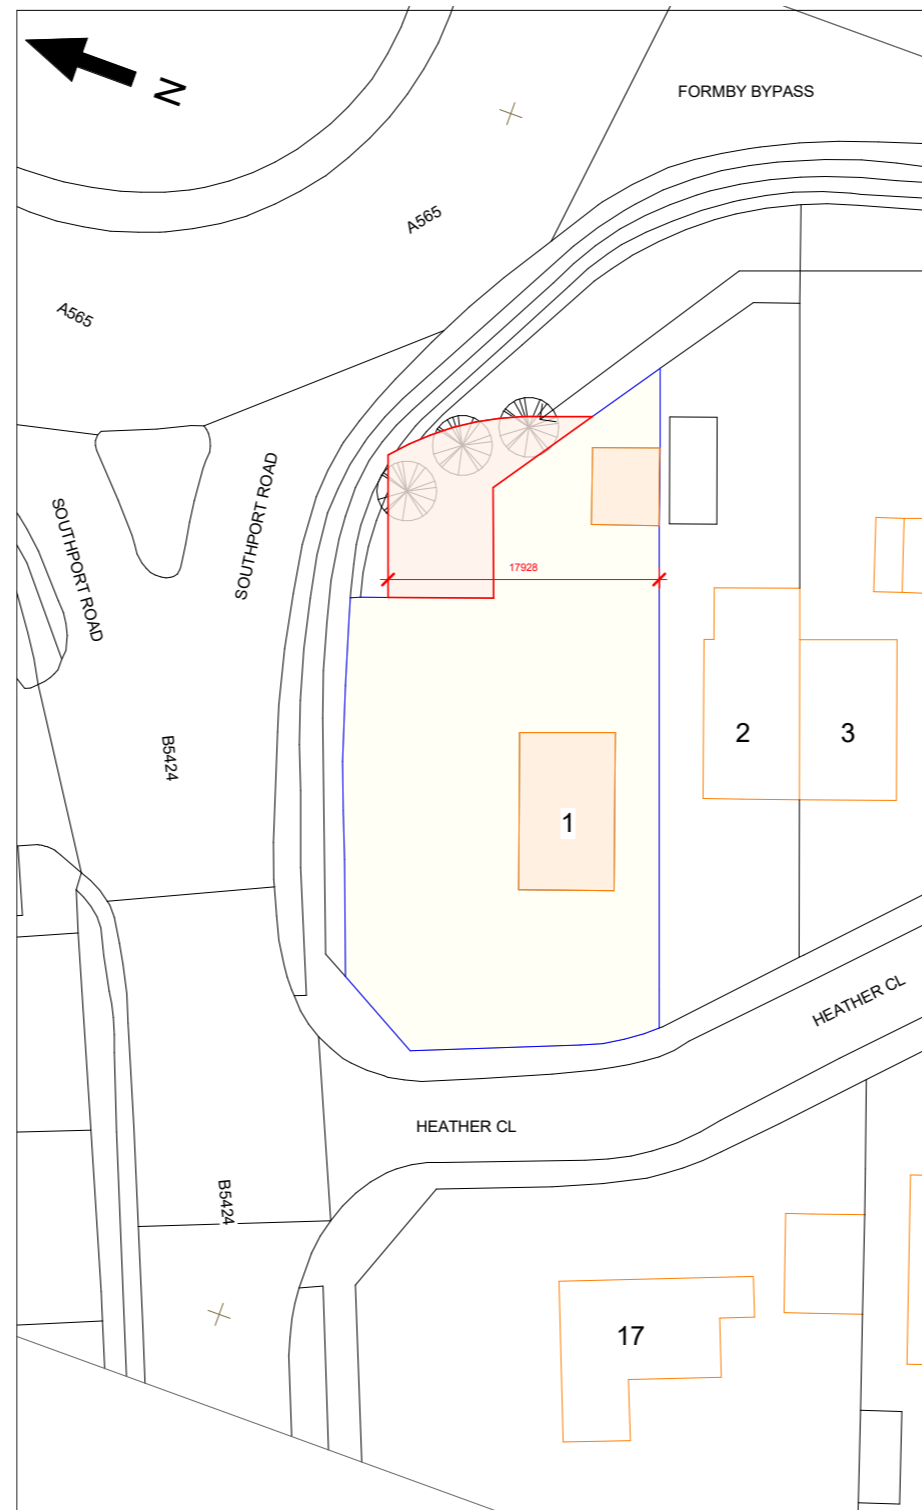 N
FORMBY BYPASS
A565
A565
SOUTHPORT ROAD
SOUTHPORT ROAD
17928
2
3
B5424
1
HEATHER CL
HEATHER CL
B5424
17